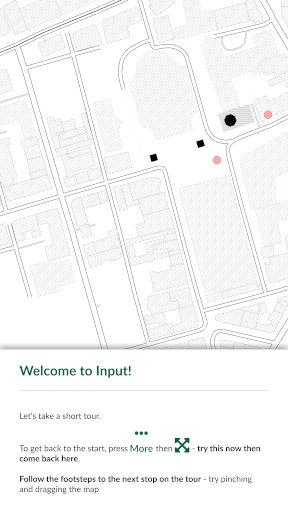 Welcome to Input!
Let's take a short tour.
To get back to the start, press More then - try this now then
come back here.
Follow the footsteps to the next stop on the tour - try pinching
and dragging the map